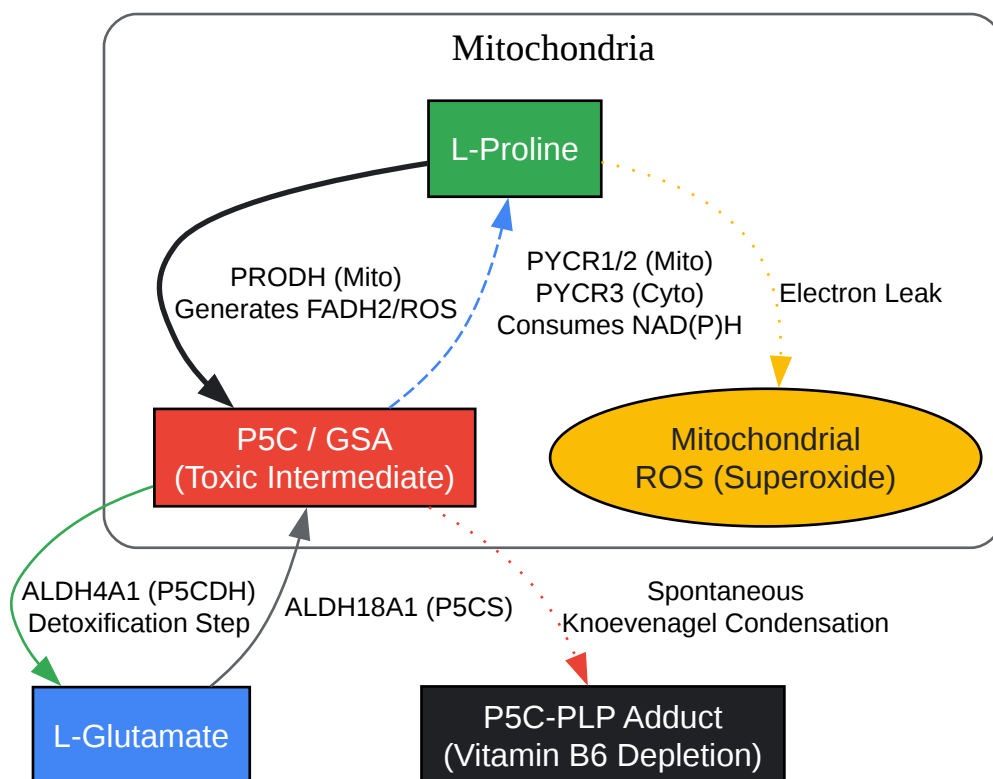 Mitochondria
L-Proline
PRODH (Mito)
Generates FADH2/ROS
PYCR1/2 (Mito)
PYCR3 (Cyto)
Consumes NAD(P)H
Electron Leak
P5C / GSA
(Toxic Intermediate)
Mitochondrial
ROS (Superoxide)
ALDH4A1 (P5CDH)
Detoxification Step
ALDH18A1 (P5CS)
Spontaneous
Knoevenagel Condensation
L-Glutamate
P5C-PLP Adduct
(Vitamin B6 Depletion)